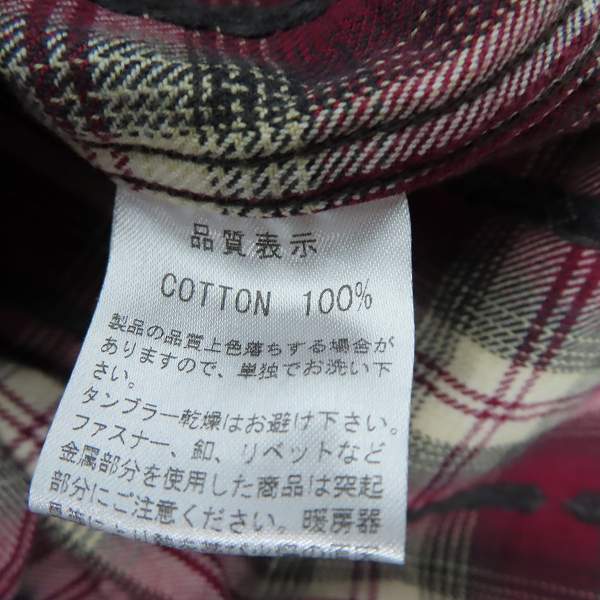 品質表示
COTTON 100%
製品の品質上色落ちする場合が
ありますので、単独でお洗い下
さい。
タンブラー乾燥はお避け下さい。
ファスナー、釦、リベットなど
金属部分を使用した商品は突起
部分にご注意ください。暖房器